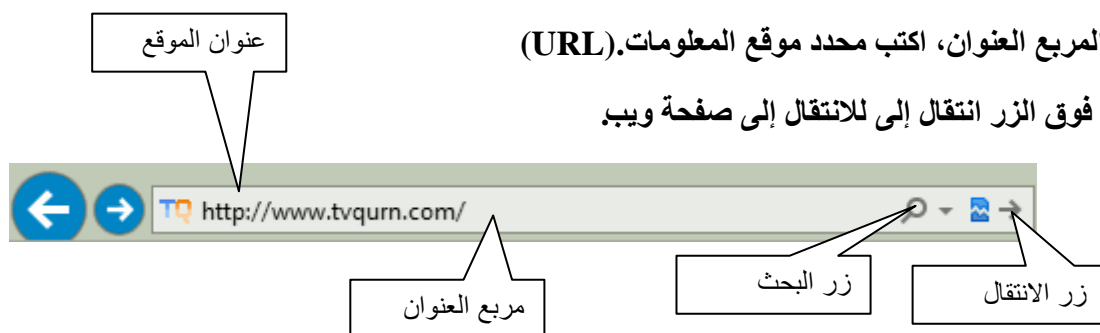 لمربع العنوان، اكتب محدد موقع المعلومات.(URL)
فوق الزر انتقال إلى للانتقال إلى صفحة ويب.
عنوان الموقع
TQ http://www.tvqurn.com/
مربع العنوان
زر البحث
زر الانتقال